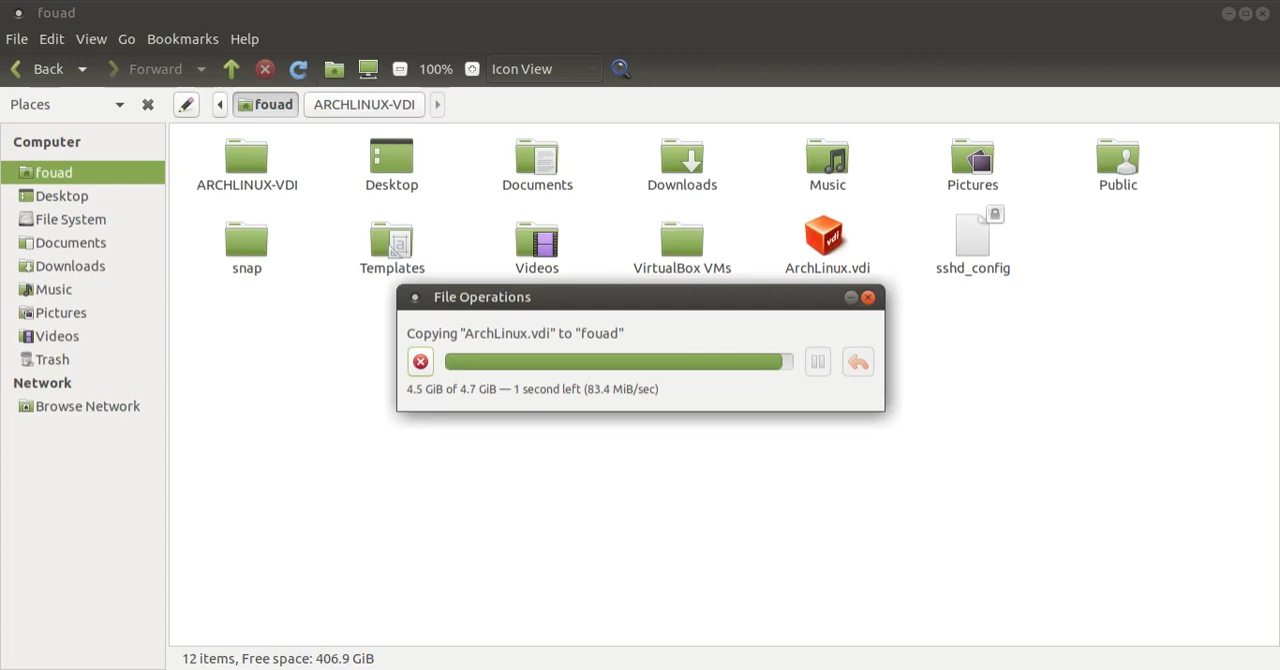 fouad
File Edit View Go Bookmarks Help
Back Forward 100% Icon View
Places fouad ARCHLINUX-VDI
Computer
fouad
Desktop
File System
Documents
Downloads
Music
Pictures
Videos
Trash
Network
Browse Network
ARCHLINUX-VDI Desktop Documents Downloads Music Pictures Public
vdi
snap Templates Videos VirtualBox VMs ArchLinux.vdi sshd_config
File Operations
Copying "ArchLinux.vdi" to "fouad"
4.5 GiB of 4.7 GiB — 1 second left (83.4 MiB/sec)
12 items, Free space: 406.9 GiB